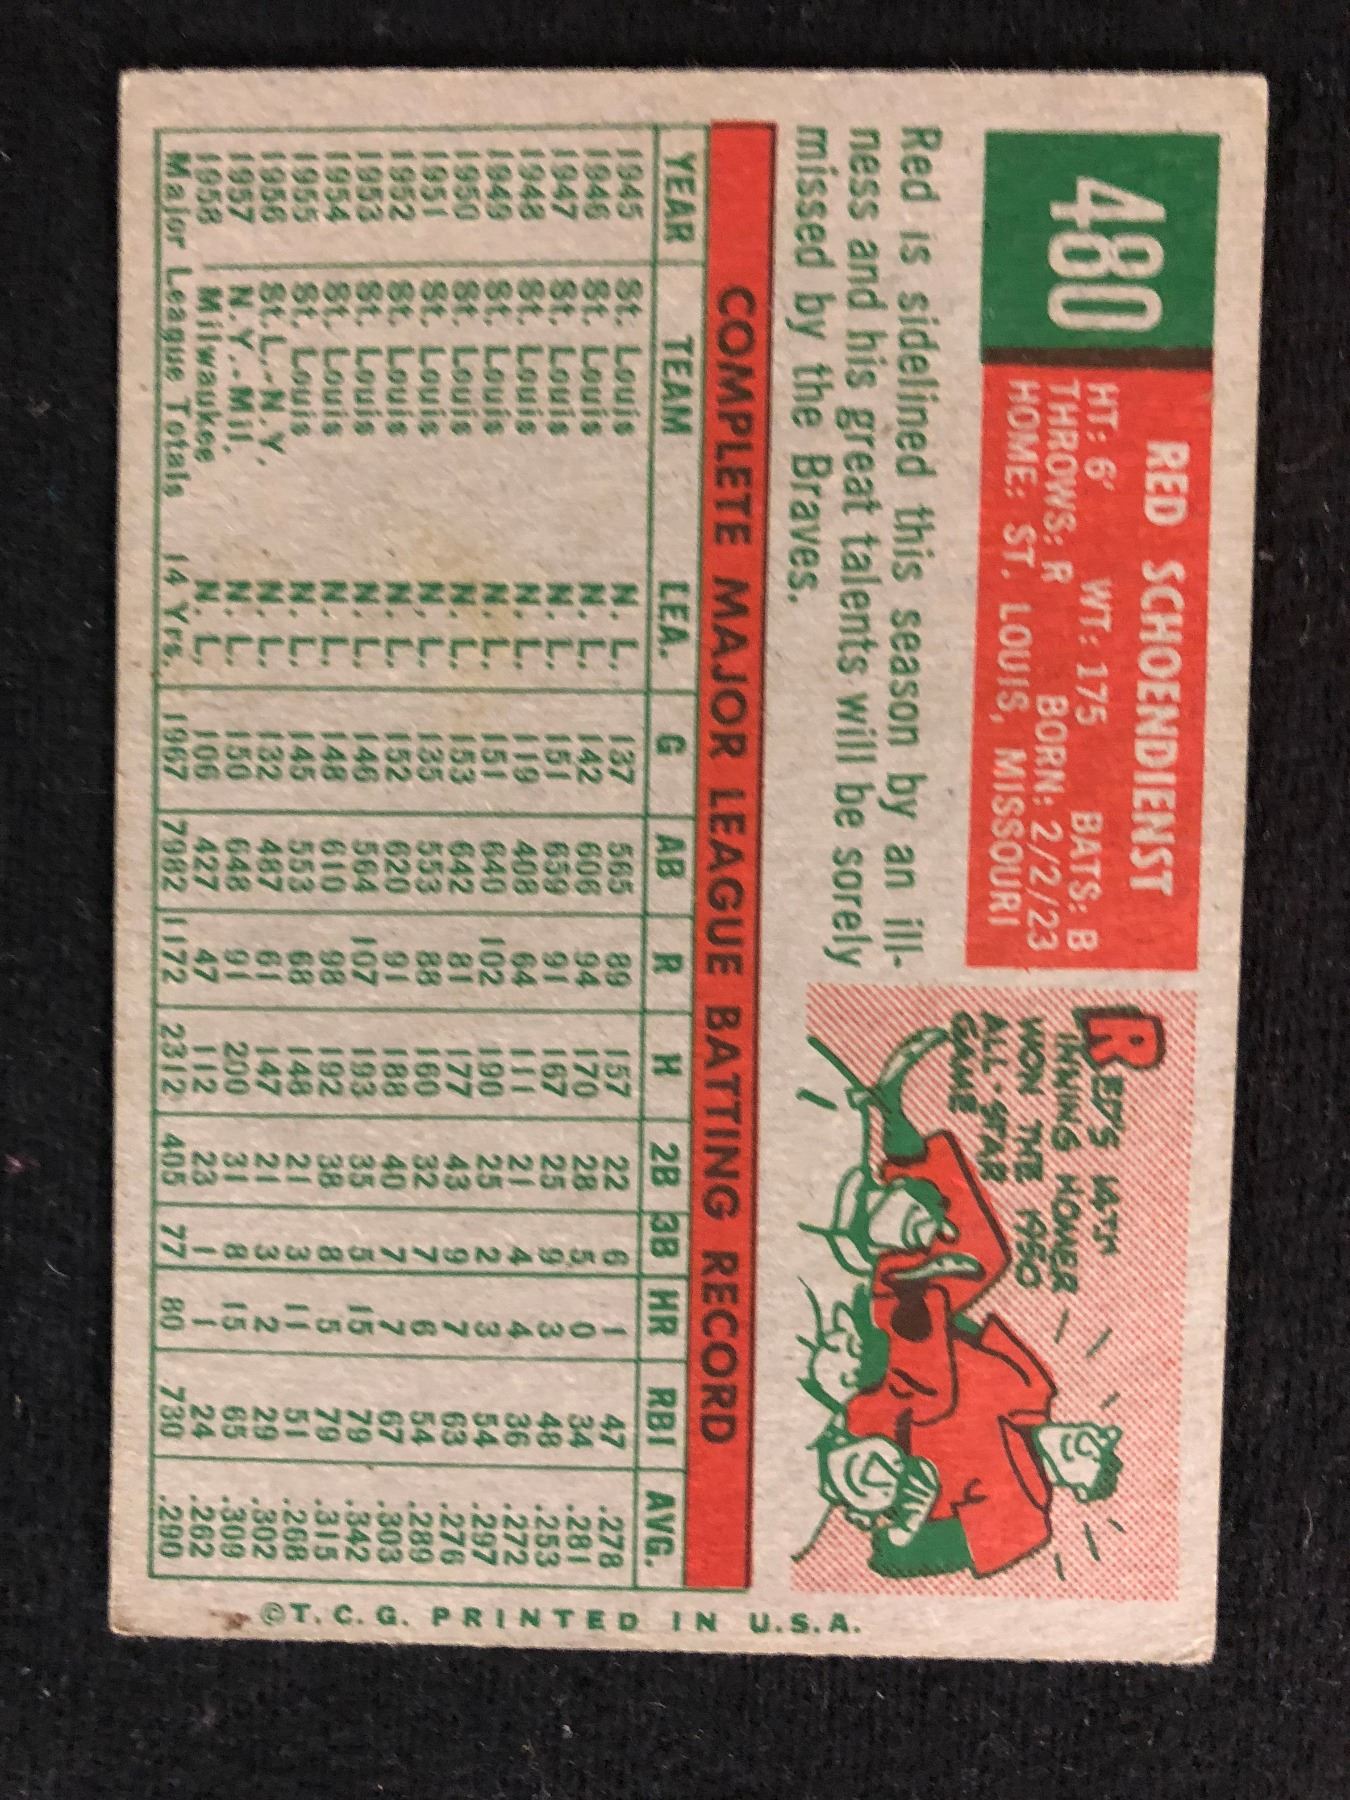 480
RED SCHOENDIENST
HT: 6' WT: 175 BATS: B
THROWS: R BORN: 2/2/23
HOME: ST. LOUIS, MISSOURI
Red is sidelined this season by an ill-
ness and his great talents will be sorely
missed by the Braves.
RED'S 14TH
INNING HOMER
WON THE 1950
ALL-STAR
GAME
COMPLETE MAJOR LEAGUE BATTING RECORD
YEAR TEAM LEA. G AB R H 2B 3B HR RBI AVG.
1945 St. Louis N. L. 137 565 89 157 22 6 1 47 .278
1946 St. Louis N. L. 142 606 94 170 28 5 0 34 .281
1947 St. Louis N. L. 151 659 91 167 25 9 3 48 .253
1948 St. Louis N. L. 119 408 64 111 21 4 4 36 .272
1949 St. Louis N. L. 151 640 102 190 25 2 3 54 .297
1950 St. Louis N. L. 153 642 81 177 43 9 7 63 .276
1951 St. Louis N. L. 135 553 88 160 32 7 6 54 .289
1952 St. Louis N. L. 152 620 91 188 40 7 7 67 .303
1953 St. Louis N. L. 146 564 107 193 35 5 15 79 .342
1954 St. Louis N. L. 148 610 98 192 38 8 5 79 .315
1955 St. Louis N. L. 145 553 68 148 21 3 11 51 .268
1956 St.L.-N.Y. N. L. 132 487 61 147 21 3 2 29 .302
1957 N.Y.-Mil. N. L. 150 648 91 200 31 8 15 65 .309
1958 Milwaukee N. L. 106 427 47 112 23 1 1 24 .262
Major League Totals 14 Yrs. 1967 7982 1172 2312 405 77 80 730 .290
©T. C. G. PRINTED IN U.S.A.